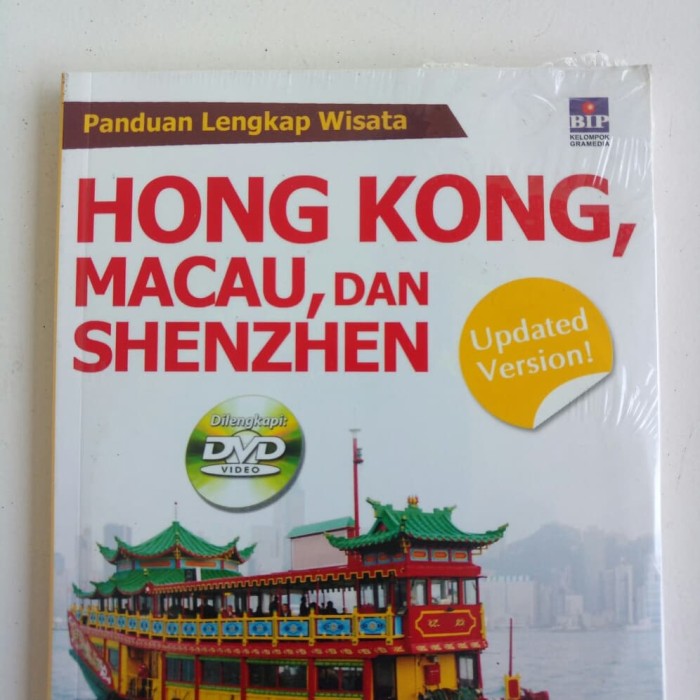 Panduan Lengkap Wisata
BIP
KELOMPOK
GRAMEDIA
HONG KONG,
MACAU, DAN
SHENZHEN
Updated
Version!
Dilengkapi:
DVD
VIDEO